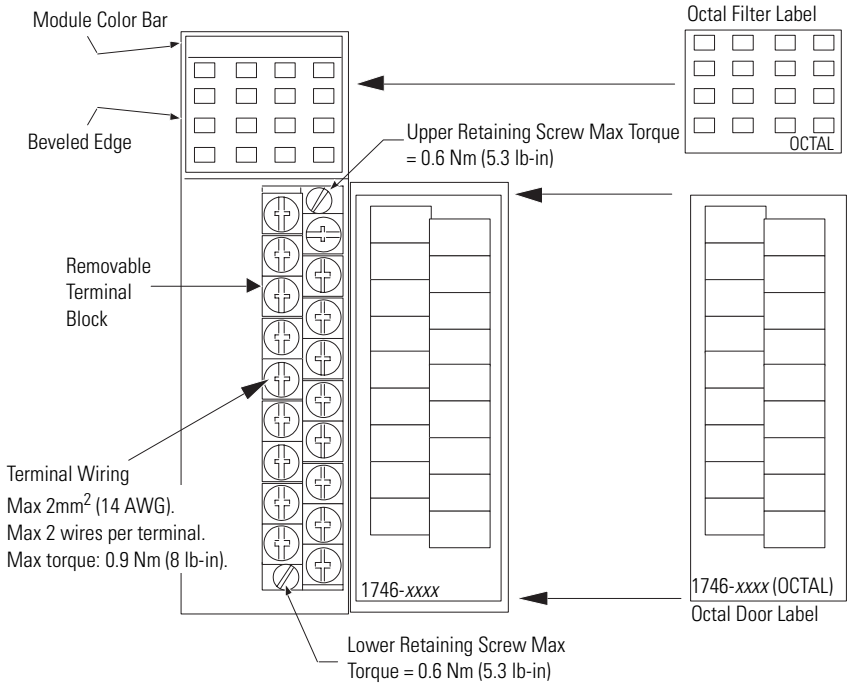 Module Color Bar
Octal Filter Label
Beveled Edge
OCTAL
Upper Retaining Screw Max Torque
= 0.6 Nm (5.3 lb-in)
Removable
Terminal
Block
Terminal Wiring
Max 2mm² (14 AWG).
Max 2 wires per terminal.
Max torque: 0.9 Nm (8 lb-in).
1746-xxxx
1746-xxxx (OCTAL)
Octal Door Label
Lower Retaining Screw Max
Torque = 0.6 Nm (5.3 lb-in)